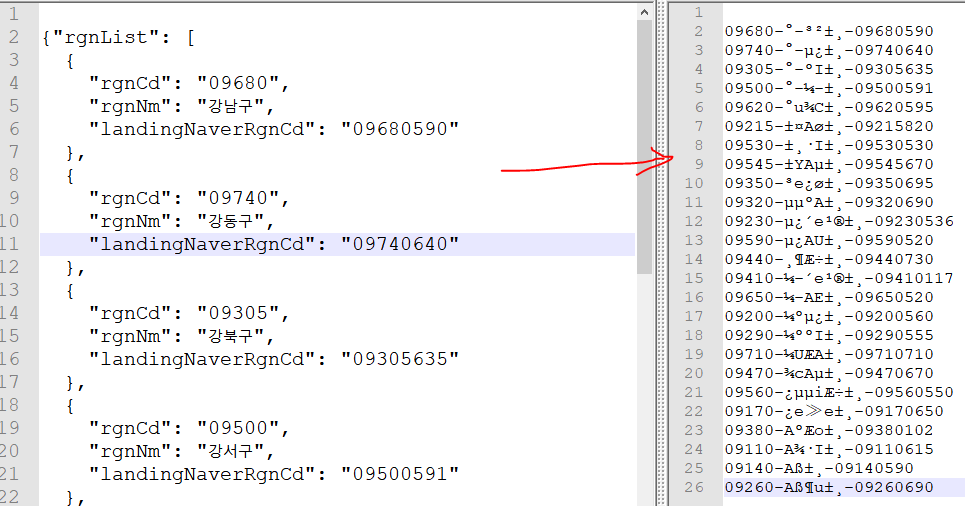 1
2 {"rgnList": [
3 {
4 "rgnCd": "09680",
5 "rgnNm": "강남구",
6 "landingNaverRgnCd": "09680590"
7 },
8 {
9 "rgnCd": "09740",
10 "rgnNm": "강동구",
11 "landingNaverRgnCd": "09740640"
12 },
13 {
14 "rgnCd": "09305",
15 "rgnNm": "강북구",
16 "landingNaverRgnCd": "09305635"
17 },
18 {
19 "rgnCd": "09500",
20 "rgnNm": "강서구",
21 "landingNaverRgnCd": "09500591"
22 },
1
2 09680-°-ª²±¸-09680590
3 09740-°-µ¿±¸-09740640
4 09305-°-ºI±¸-09305635
5 09500-°-¼-±¸-09500591
6 09620-°u¾C±¸-09620595
7 09215-±¤Aø±¸-09215820
8 09530-±¸·I±¸-09530530
9 09545-±YAµ±¸-09545670
10 09350-ªe¿ø±¸-09350695
11 09320-µµºA±¸-09320690
12 09230-µ¿´e¹®±¸-09230536
13 09590-µ¿AU±¸-09590520
14 09440-¸¶Æ÷±¸-09440730
15 09410-¼-´e¹®±¸-09410117
16 09650-¼-AE±¸-09650520
17 09200-¼ºµ¿±¸-09200560
18 09290-¼ººI±¸-09290555
19 09710-¼UÆA±¸-09710710
20 09470-¾cAµ±¸-09470670
21 09560-¿µµiÆ÷±¸-09560550
22 09170-¿e≫e±¸-09170650
23 09380-AºÆo±¸-09380102
24 09110-A¾·I±¸-09110615
25 09140-Aß±¸-09140590
26 09260-Aß¶u±¸-09260690